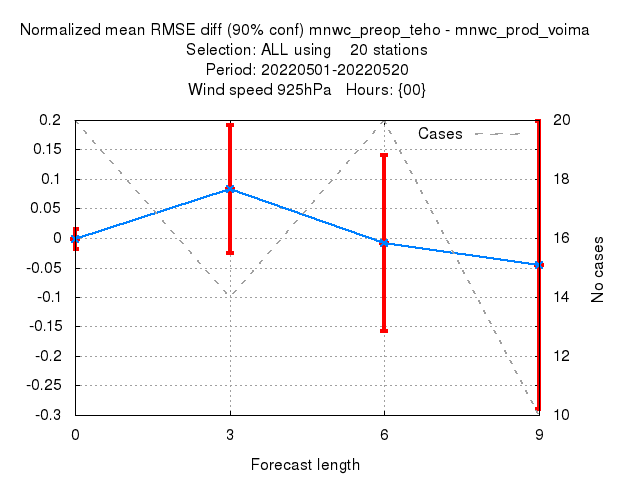 Normalized mean RMSE diff (90% conf) mnwc_preop_teho - mnwc_prod_voima
Selection: ALL using    20 stations
Period: 20220501-20220520
Wind speed 925hPa   Hours: {00}
Cases
0.2
0.15
0.1
0.05
0
-0.05
-0.1
-0.15
-0.2
-0.25
-0.3
20
18
16
14
12
10
No cases
0 3 6 9
Forecast length